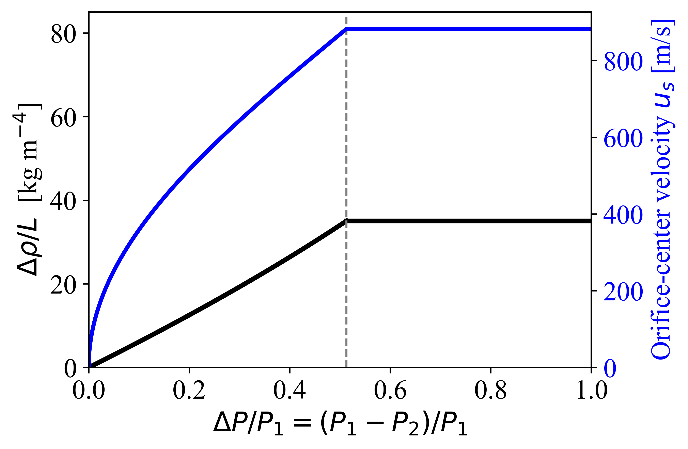 Δρ/L [kg m⁻⁴]
80
60
40
20
0
0.0 0.2 0.4 0.6 0.8 1.0
ΔP/P₁ = (P₁ − P₂)/P₁
800
600
400
200
0
Orifice-center velocity uₛ [m/s]